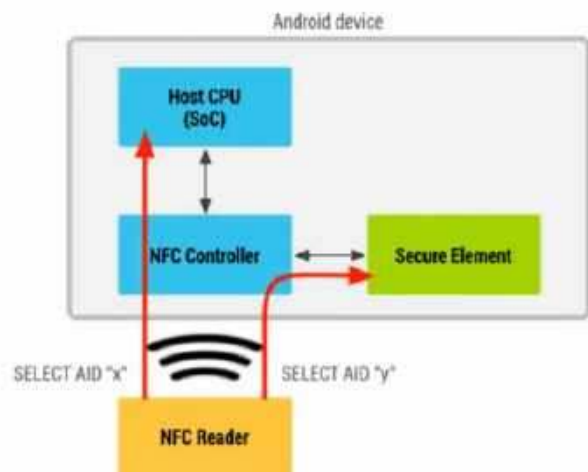 Android device
Host CPU
(SoC)
NFC Controller
Secure Element
SELECT AID "x"
SELECT AID "y"
NFC Reader